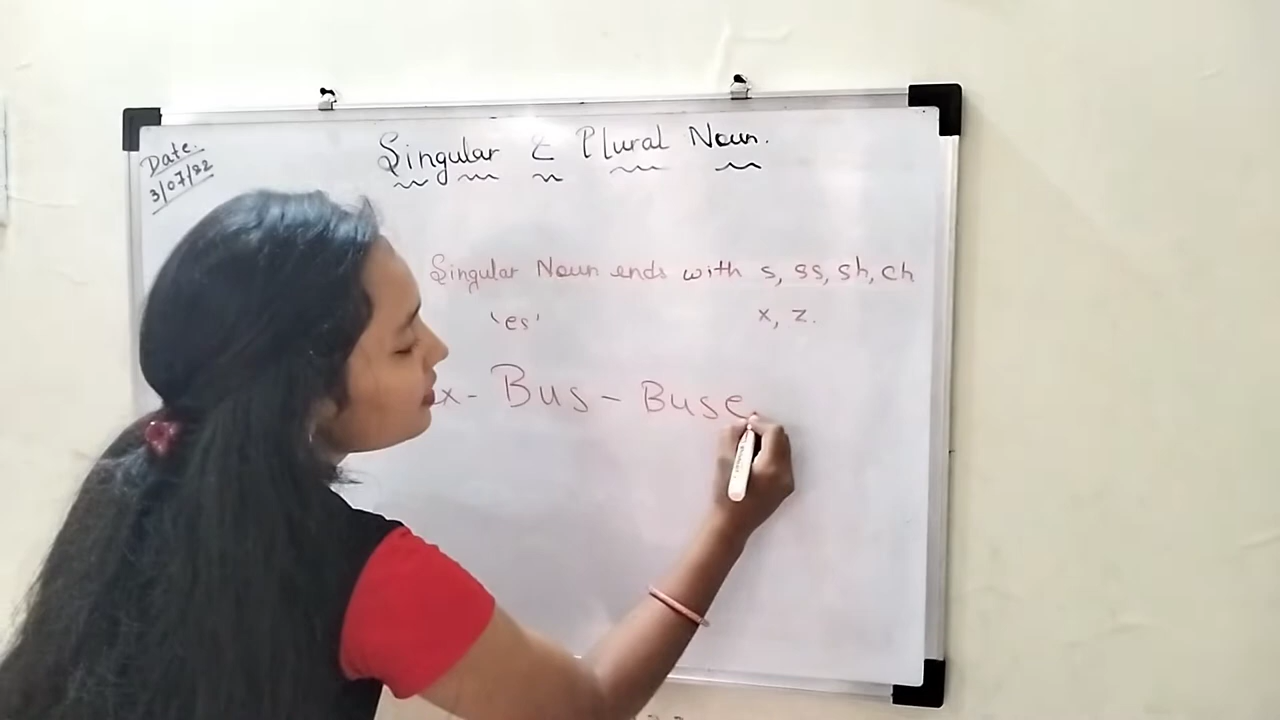 Date.
3/07/22
Singular & Plural Noun.
Singular Noun ends with s, ss, sh, ch
'es' x, z.
x - Bus - Buse